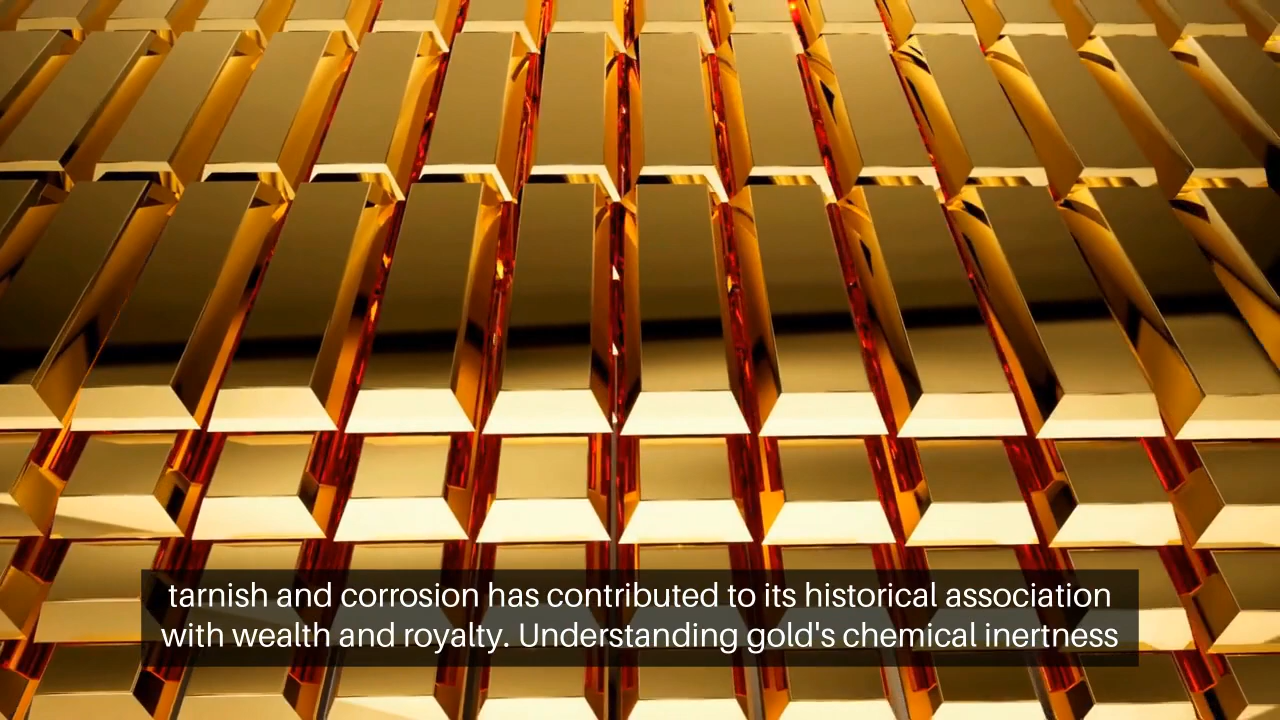 tarnish and corrosion has contributed to its historical association
with wealth and royalty. Understanding gold's chemical inertness